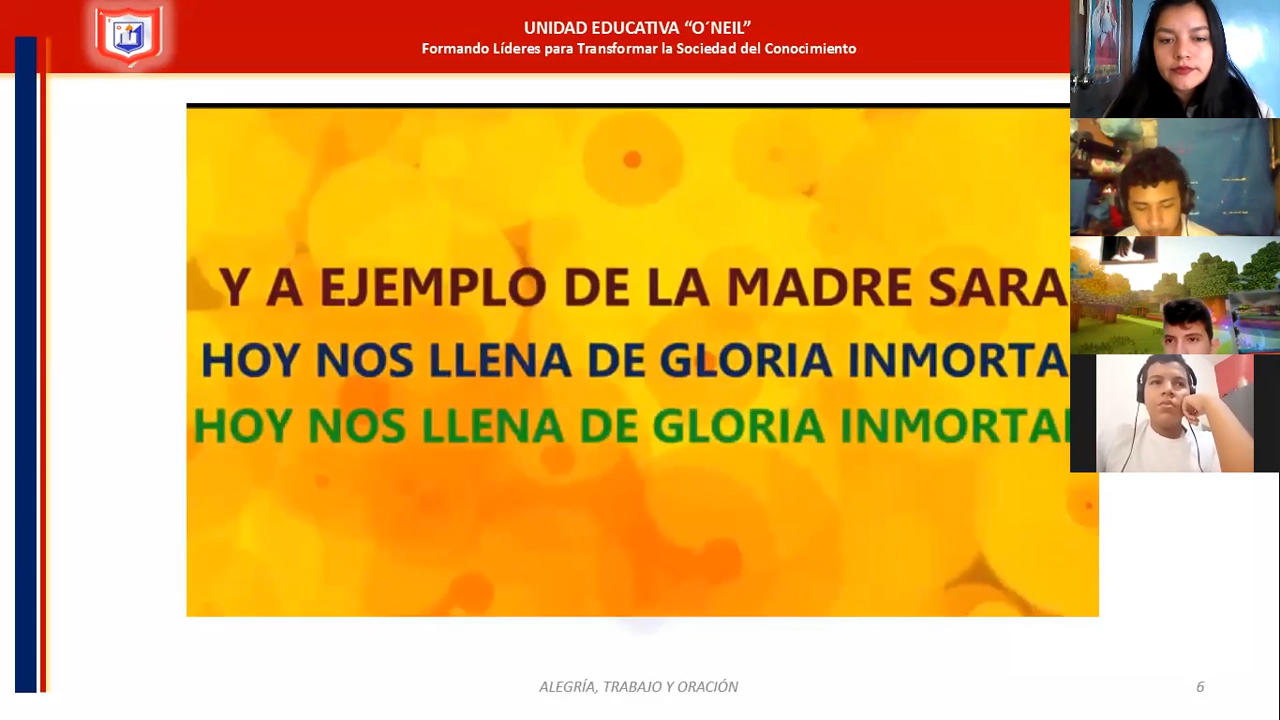 UNIDAD EDUCATIVA “O´NEIL”
Formando Líderes para Transformar la Sociedad del Conocimiento
Y A EJEMPLO DE LA MADRE SARA
HOY NOS LLENA DE GLORIA INMORTA
HOY NOS LLENA DE GLORIA INMORTAL
ALEGRÍA, TRABAJO Y ORACIÓN
6